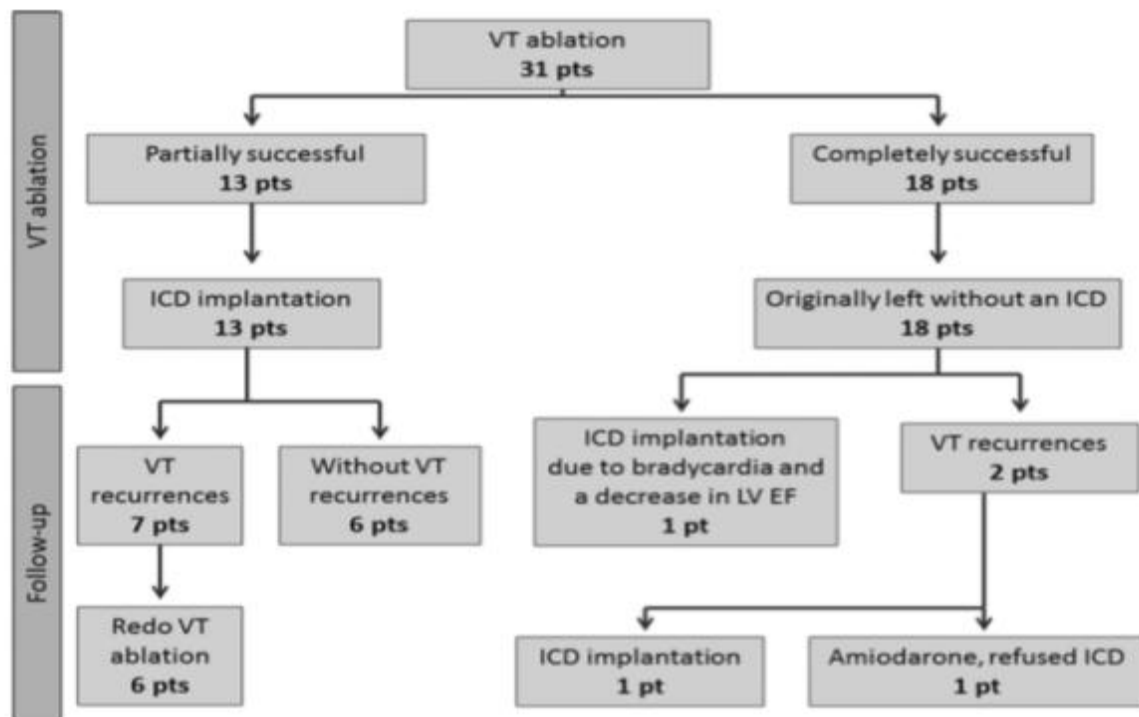 VT ablation
31 pts
Partially successful
13 pts
Completely successful
18 pts
VT ablation
ICD implantation
13 pts
Originally left without an ICD
18 pts
VT
recurrences
7 pts
Without VT
recurrences
6 pts
ICD implantation
due to bradycardia and
a decrease in LV EF
1 pt
VT recurrences
2 pts
Follow-up
Redo VT
ablation
6 pts
ICD implantation
1 pt
Amiodarone, refused ICD
1 pt